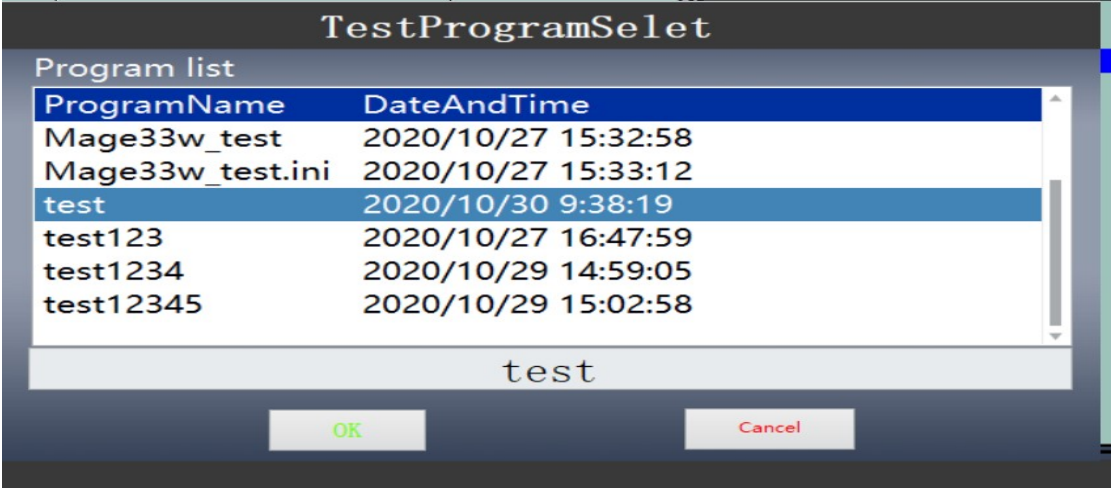 TestProgramSelet
Program list
ProgramName DateAndTime
Mage33w_test 2020/10/27 15:32:58
Mage33w_test.ini 2020/10/27 15:33:12
test 2020/10/30 9:38:19
test123 2020/10/27 16:47:59
test1234 2020/10/29 14:59:05
test12345 2020/10/29 15:02:58
test
OK Cancel